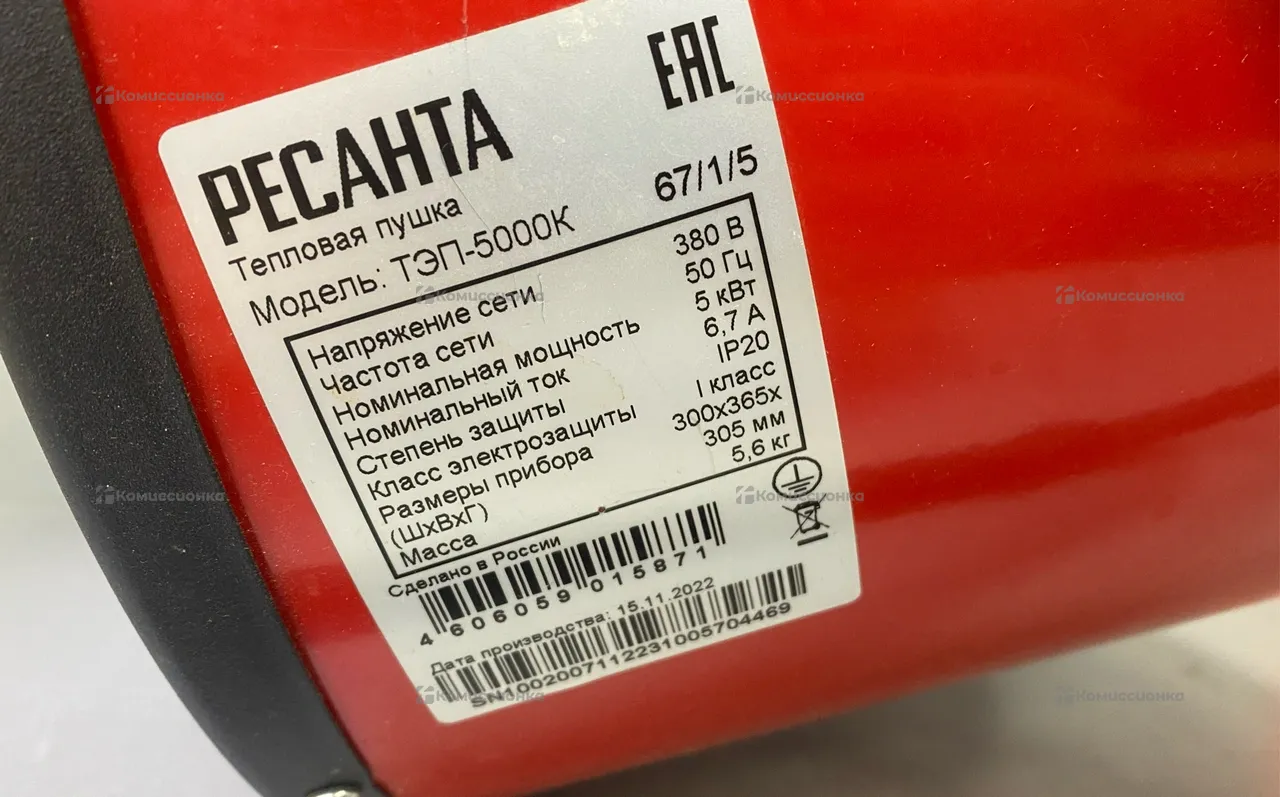 РЕСАНТА
EAC
Тепловая пушка
67/1/5
Модель: ТЭП-5000К
Напряжение сети 380 В
Частота сети 50 Гц
Номинальная мощность 5 кВт
Номинальный ток 6,7 А
Степень защиты IP20
Класс электрозащиты I класс
Размеры прибора 300х365х
(ШхВхГ) 305 мм
Масса 5,6 кг
Сделано в России
4 606059 015871
Дата производства: 15.11.2022
SN1002007112231005704469
Комиссионка
Комиссионка
Комиссионка
Комиссионка
Комиссионка
Комиссионка
Комиссионка
Комиссионка